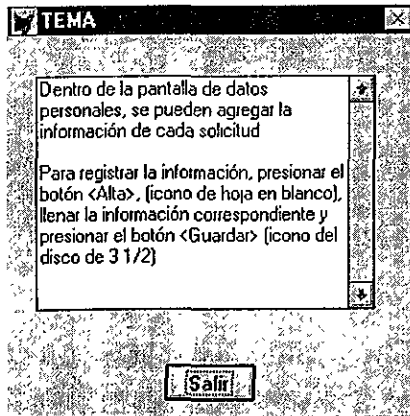 TEMA
Dentro de la pantalla de datos
personales, se pueden agregar la
información de cada solicitud
Para registrar la información, presionar el
botón <Alta>, (icono de hoja en blanco),
llenar la información correspondiente y
presionar el botón <Guardar> (icono del
disco de 3 1/2)
Salir